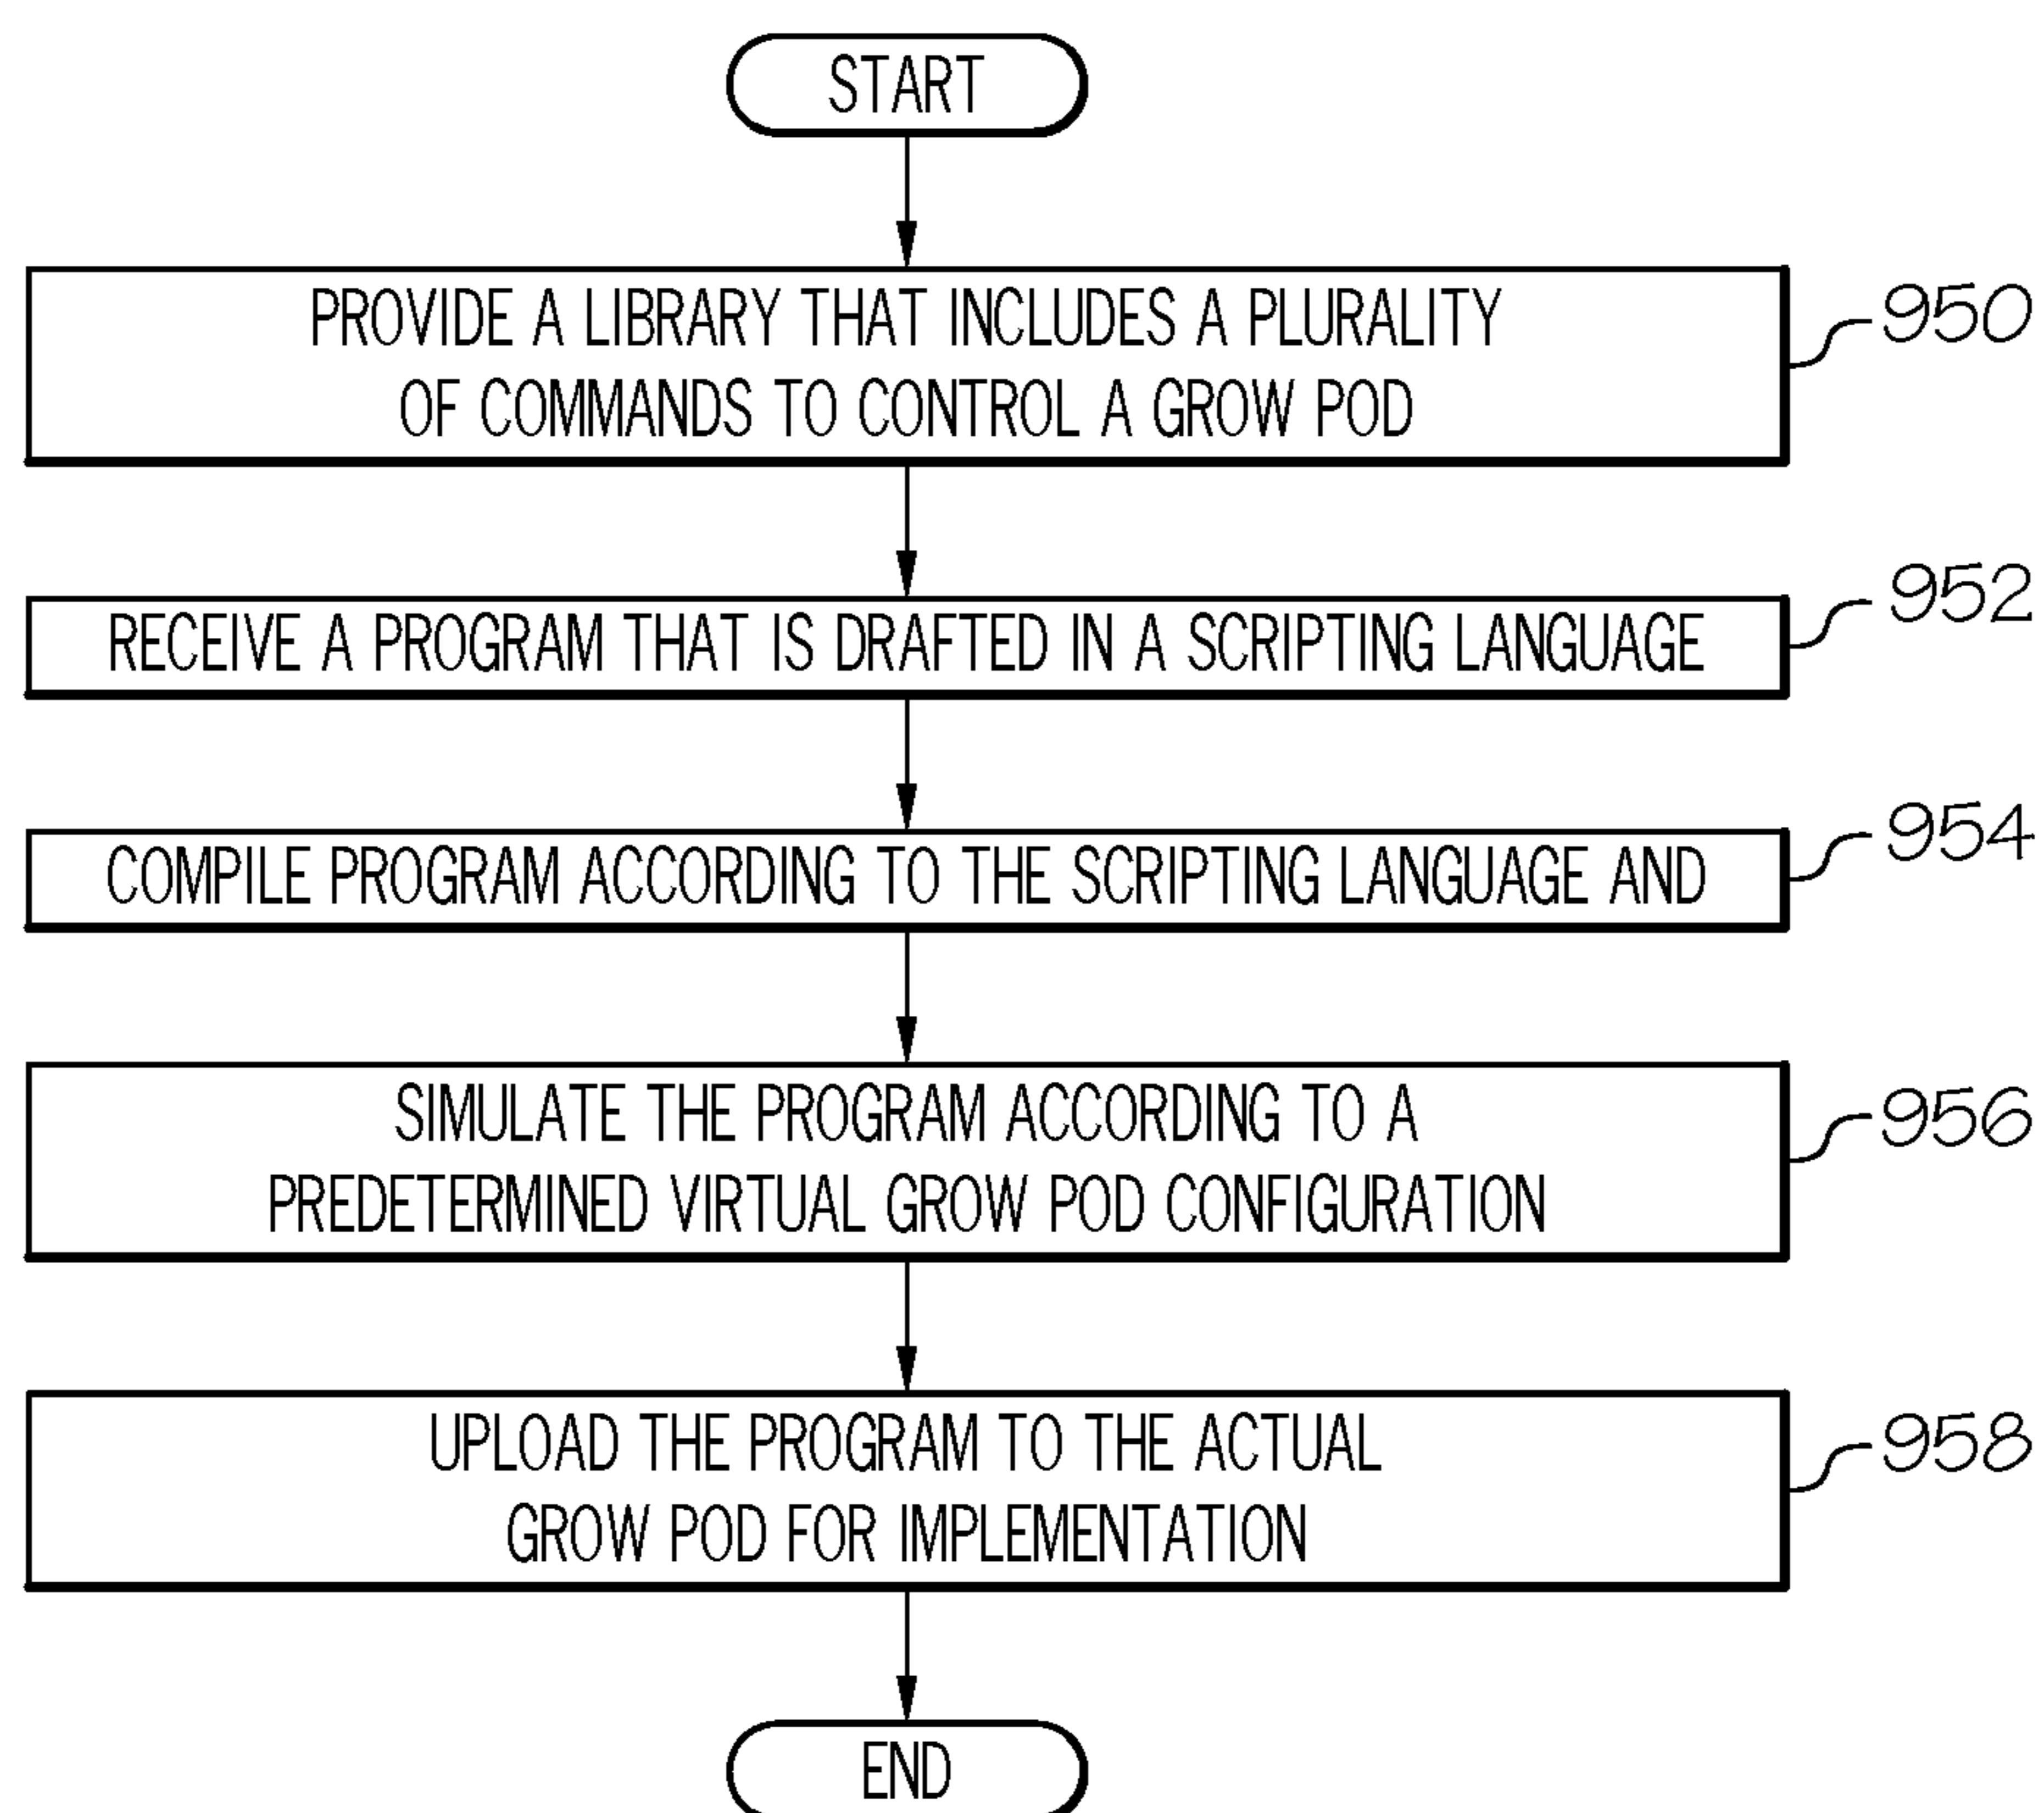 START
PROVIDE A LIBRARY THAT INCLUDES A PLURALITY
OF COMMANDS TO CONTROL A GROW POD
950
RECEIVE A PROGRAM THAT IS DRAFTED IN A SCRIPTING LANGUAGE
952
COMPILE PROGRAM ACCORDING TO THE SCRIPTING LANGUAGE AND
954
SIMULATE THE PROGRAM ACCORDING TO A
PREDETERMINED VIRTUAL GROW POD CONFIGURATION
956
UPLOAD THE PROGRAM TO THE ACTUAL
GROW POD FOR IMPLEMENTATION
958
END